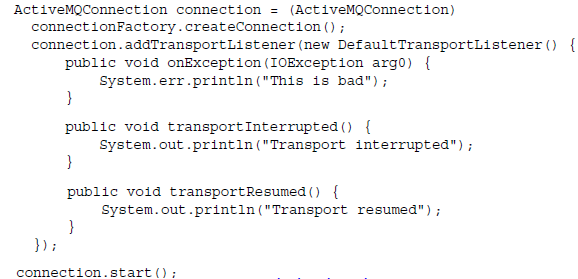 ActiveMQConnection connection = (ActiveMQConnection)
connectionFactory.createConnection();
connection.addTransportListener(new DefaultTransportListener() {
public void onException(IOException arg0) {
System.err.println("This is bad");
}
public void transportInterrupted() {
System.out.println("Transport interrupted");
}
public void transportResumed() {
System.out.println("Transport resumed");
}
});
connection.start();